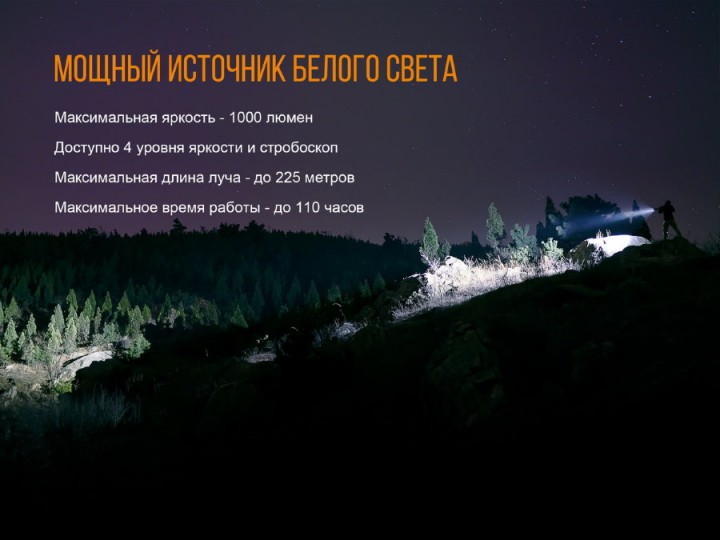 МОЩНЫЙ ИСТОЧНИК БЕЛОГО СВЕТА
Максимальная яркость - 1000 люмен
Доступно 4 уровня яркости и стробоскоп
Максимальная длина луча - до 225 метров
Максимальное время работы - до 110 часов